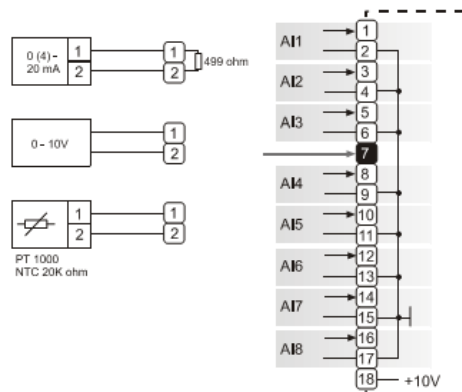 0 (4) -
20 mA
1
2
1
2
499 ohm
0 - 10V
1
2
1
2
1
2
PT 1000
NTC 20K ohm
AI1
1
2
AI2
3
4
AI3
5
6
7
AI4
8
9
AI5
10
11
AI6
12
13
AI7
14
15
AI8
16
17
18
+10V